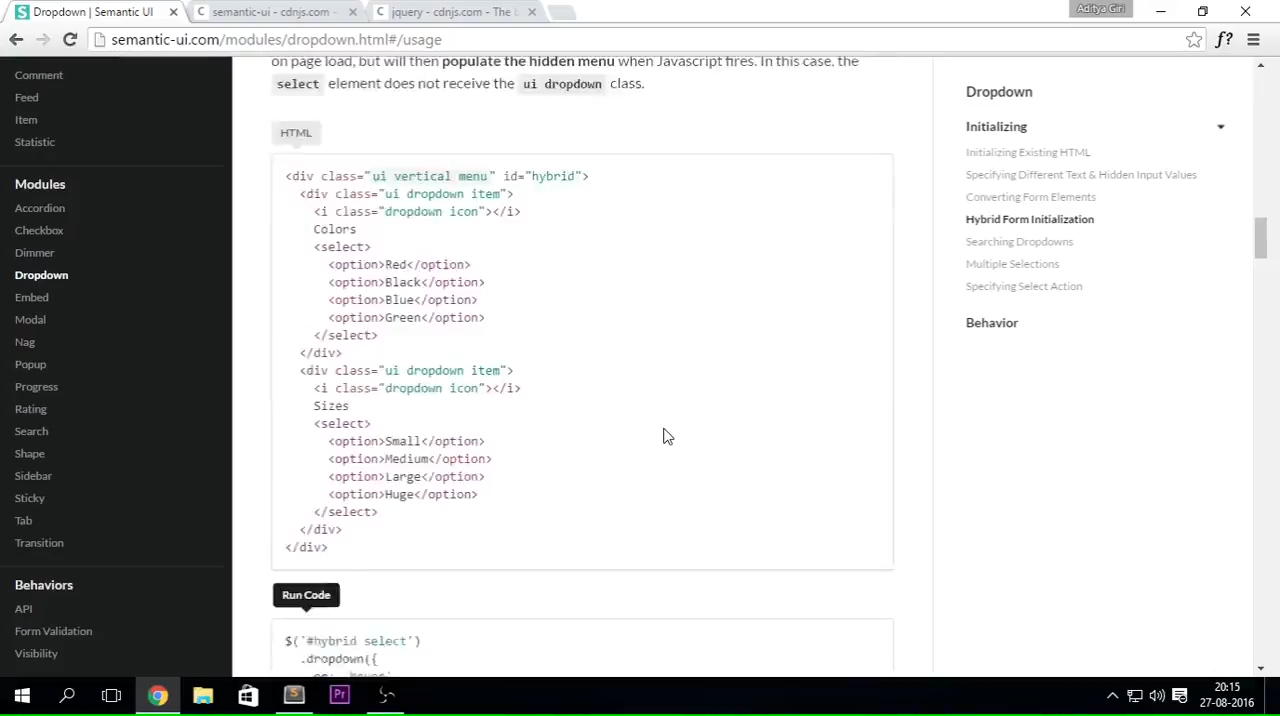 Dropdown | Semantic UI
semantic-ui - cdnjs.com -
jquery - cdnjs.com - The b
Aditya Giri
semantic-ui.com/modules/dropdown.html#/usage
f?
Comment
Feed
Item
Statistic
Modules
Accordion
Checkbox
Dimmer
Dropdown
Embed
Modal
Nag
Popup
Progress
Rating
Search
Shape
Sidebar
Sticky
Tab
Transition
Behaviors
API
Form Validation
Visibility
on page load, but will then populate the hidden menu when Javascript fires. In this case, the
select element does not receive the ui dropdown class.
HTML
<div class="ui vertical menu" id="hybrid">
<div class="ui dropdown item">
<i class="dropdown icon"></i>
Colors
<select>
<option>Red</option>
<option>Black</option>
<option>Blue</option>
<option>Green</option>
</select>
</div>
<div class="ui dropdown item">
<i class="dropdown icon"></i>
Sizes
<select>
<option>Small</option>
<option>Medium</option>
<option>Large</option>
<option>Huge</option>
</select>
</div>
</div>
Run Code
$('#hybrid select')
.dropdown({
Dropdown
Initializing
Initializing Existing HTML
Specifying Different Text & Hidden Input Values
Converting Form Elements
Hybrid Form Initialization
Searching Dropdowns
Multiple Selections
Specifying Select Action
Behavior
S
Pr
20:15
27-08-2016